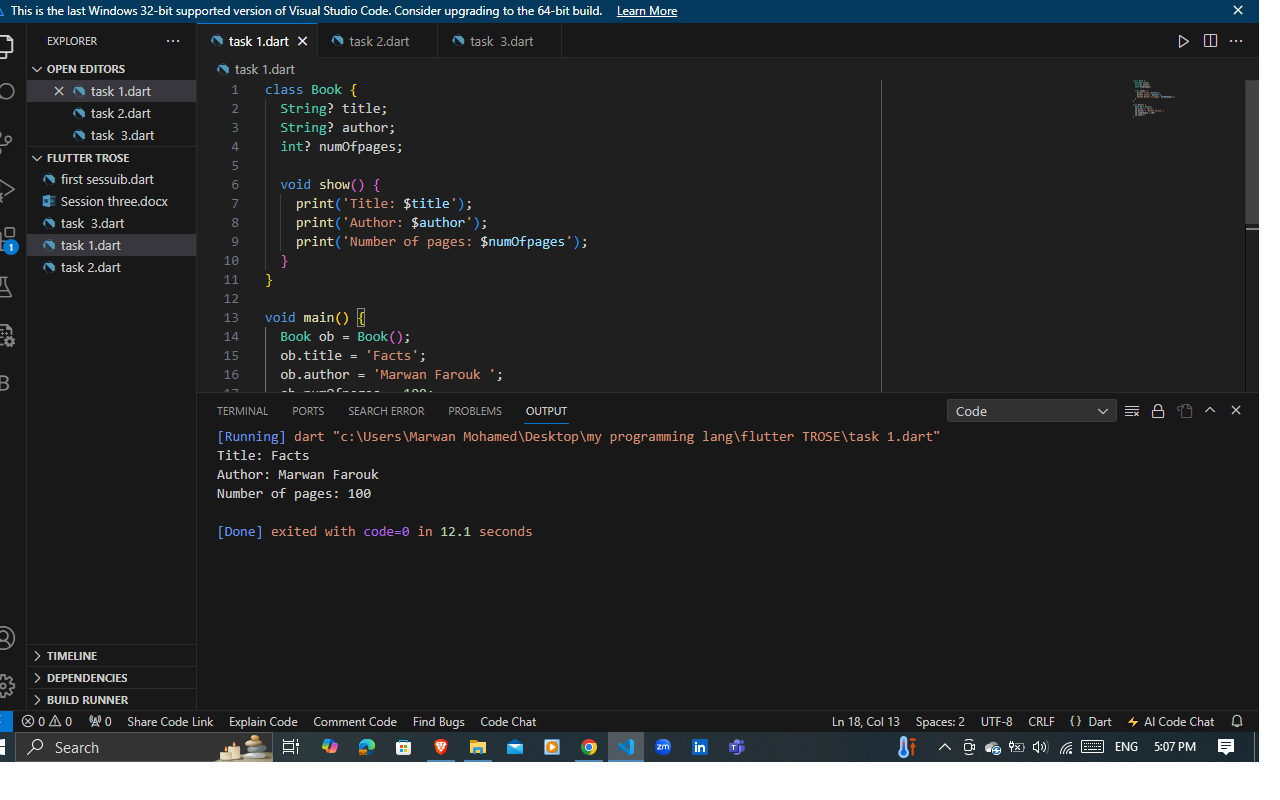 This is the last Windows 32-bit supported version of Visual Studio Code. Consider upgrading to the 64-bit build. Learn More
EXPLORER
OPEN EDITORS
task 1.dart
task 2.dart
task  3.dart
FLUTTER TROSE
first sessuib.dart
Session three.docx
task  3.dart
task 1.dart
task 2.dart
TIMELINE
DEPENDENCIES
BUILD RUNNER
1
B
task 1.dart task 2.dart task  3.dart
task 1.dart
1 class Book {
2 String? title;
3 String? author;
4 int? numOfpages;
5
6 void show() {
7 print('Title: $title');
8 print('Author: $author');
9 print('Number of pages: $numOfpages');
10 }
11 }
12
13 void main() {
14 Book ob = Book();
15 ob.title = 'Facts';
16 ob.author = 'Marwan Farouk ';
17 ob.numOfpages = 100;
TERMINAL PORTS SEARCH ERROR PROBLEMS OUTPUT Code
[Running] dart "c:\Users\Marwan Mohamed\Desktop\my programming lang\flutter TROSE\task 1.dart"
Title: Facts
Author: Marwan Farouk
Number of pages: 100
[Done] exited with code=0 in 12.1 seconds
0 0 0 Share Code Link Explain Code Comment Code Find Bugs Code Chat Ln 18, Col 13 Spaces: 2 UTF-8 CRLF {} Dart AI Code Chat
Search zm in ENG 5:07 PM